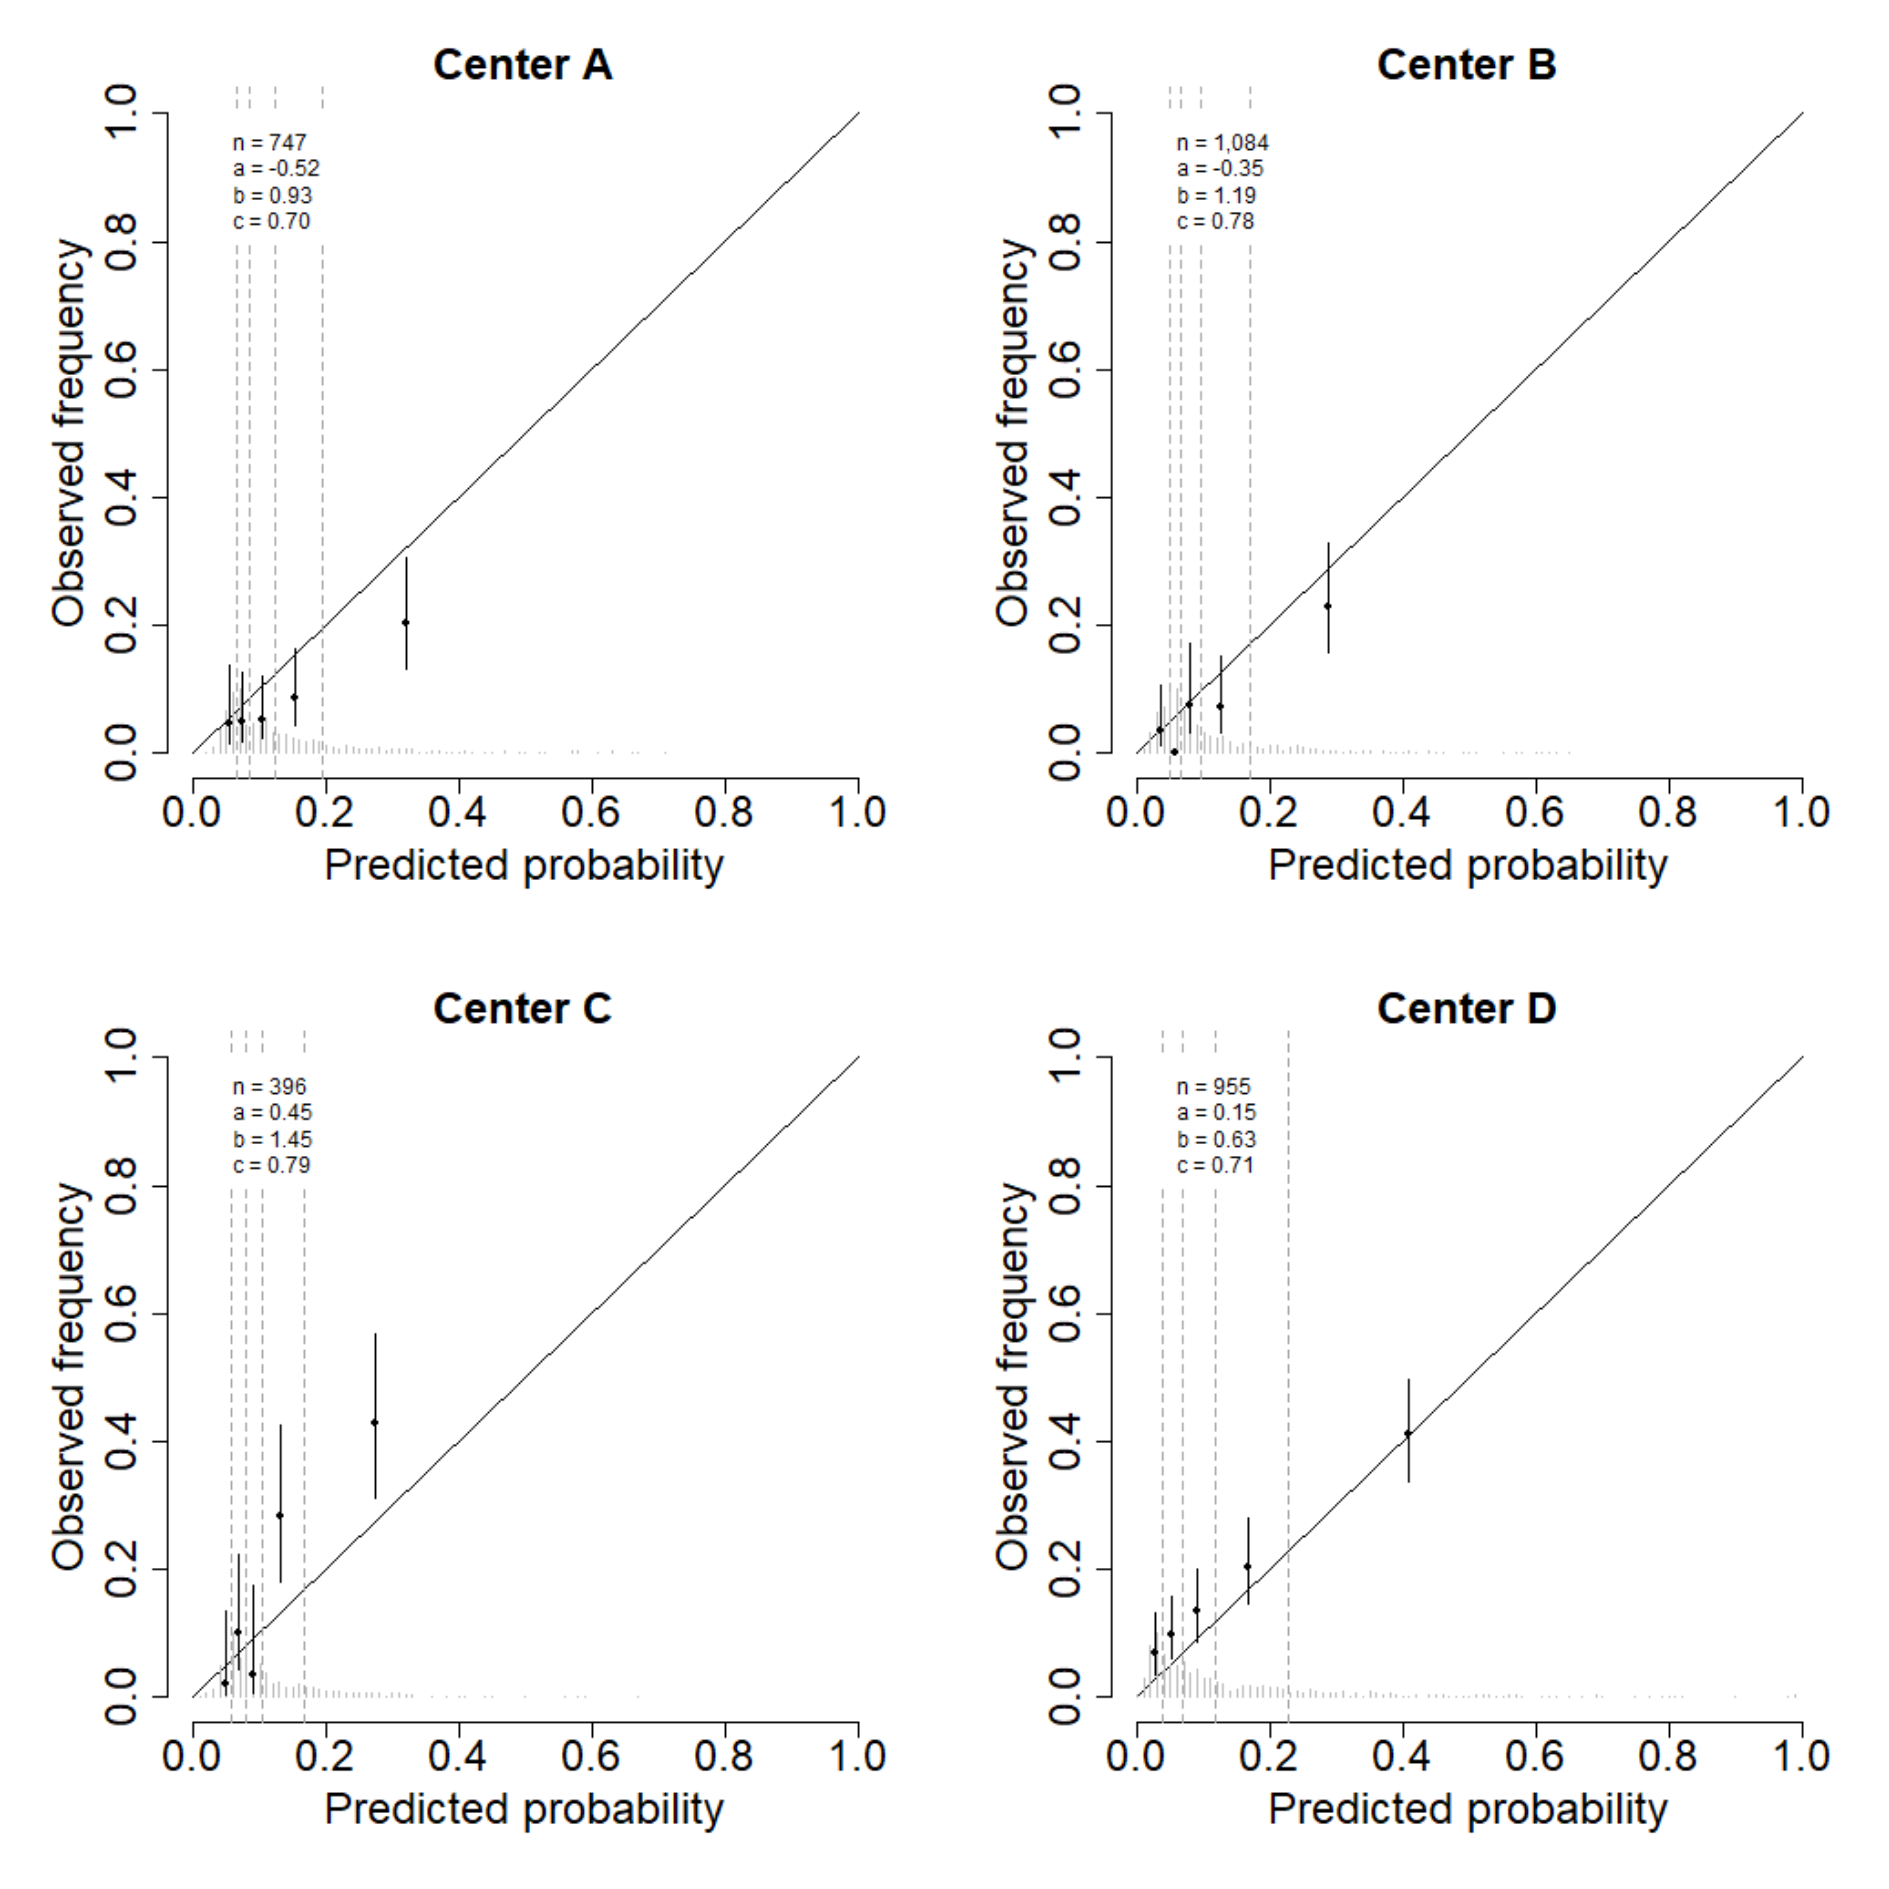 Center A
n = 747
a = -0.52
b = 0.93
c = 0.70
Observed frequency
1.0
0.8
0.6
0.4
0.2
0.0
0.0 0.2 0.4 0.6 0.8 1.0
Predicted probability
Center B
n = 1,084
a = -0.35
b = 1.19
c = 0.78
Observed frequency
1.0
0.8
0.6
0.4
0.2
0.0
0.0 0.2 0.4 0.6 0.8 1.0
Predicted probability
Center C
n = 396
a = 0.45
b = 1.45
c = 0.79
Observed frequency
1.0
0.8
0.6
0.4
0.2
0.0
0.0 0.2 0.4 0.6 0.8 1.0
Predicted probability
Center D
n = 955
a = 0.15
b = 0.63
c = 0.71
Observed frequency
1.0
0.8
0.6
0.4
0.2
0.0
0.0 0.2 0.4 0.6 0.8 1.0
Predicted probability